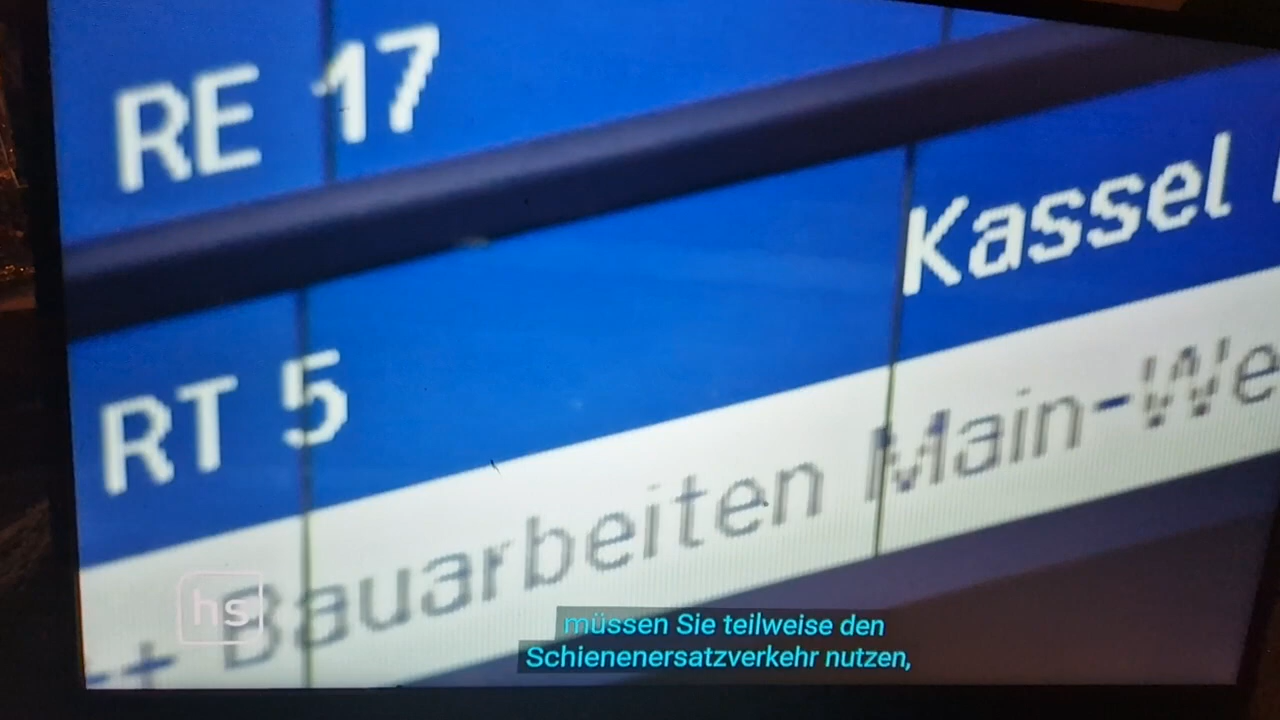 RE 17
RT 5
Kassel
Bauarbeiten Main-We
hs
müssen Sie teilweise den
Schienenersatzverkehr nutzen,